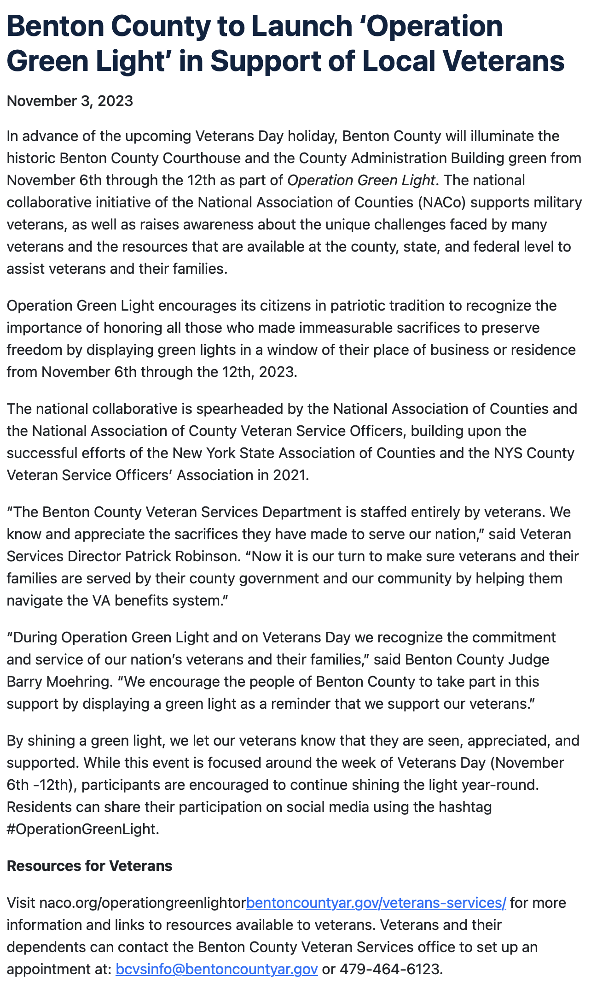 Benton County to Launch ‘Operation
Green Light’ in Support of Local Veterans
November 3, 2023
In advance of the upcoming Veterans Day holiday, Benton County will illuminate the
historic Benton County Courthouse and the County Administration Building green from
November 6th through the 12th as part of Operation Green Light. The national
collaborative initiative of the National Association of Counties (NACo) supports military
veterans, as well as raises awareness about the unique challenges faced by many
veterans and the resources that are available at the county, state, and federal level to
assist veterans and their families.
Operation Green Light encourages its citizens in patriotic tradition to recognize the
importance of honoring all those who made immeasurable sacrifices to preserve
freedom by displaying green lights in a window of their place of business or residence
from November 6th through the 12th, 2023.
The national collaborative is spearheaded by the National Association of Counties and
the National Association of County Veteran Service Officers, building upon the
successful efforts of the New York State Association of Counties and the NYS County
Veteran Service Officers’ Association in 2021.
“The Benton County Veteran Services Department is staffed entirely by veterans. We
know and appreciate the sacrifices they have made to serve our nation,” said Veteran
Services Director Patrick Robinson. “Now it is our turn to make sure veterans and their
families are served by their county government and our community by helping them
navigate the VA benefits system.”
“During Operation Green Light and on Veterans Day we recognize the commitment
and service of our nation’s veterans and their families,” said Benton County Judge
Barry Moehring. “We encourage the people of Benton County to take part in this
support by displaying a green light as a reminder that we support our veterans.”
By shining a green light, we let our veterans know that they are seen, appreciated, and
supported. While this event is focused around the week of Veterans Day (November
6th -12th), participants are encouraged to continue shining the light year-round.
Residents can share their participation on social media using the hashtag
#OperationGreenLight.
Resources for Veterans
Visit naco.org/operationgreenlightorbentoncountyar.gov/veterans-services/ for more
information and links to resources available to veterans. Veterans and their
dependents can contact the Benton County Veteran Services office to set up an
appointment at: bcvsinfo@bentoncountyar.gov or 479-464-6123.